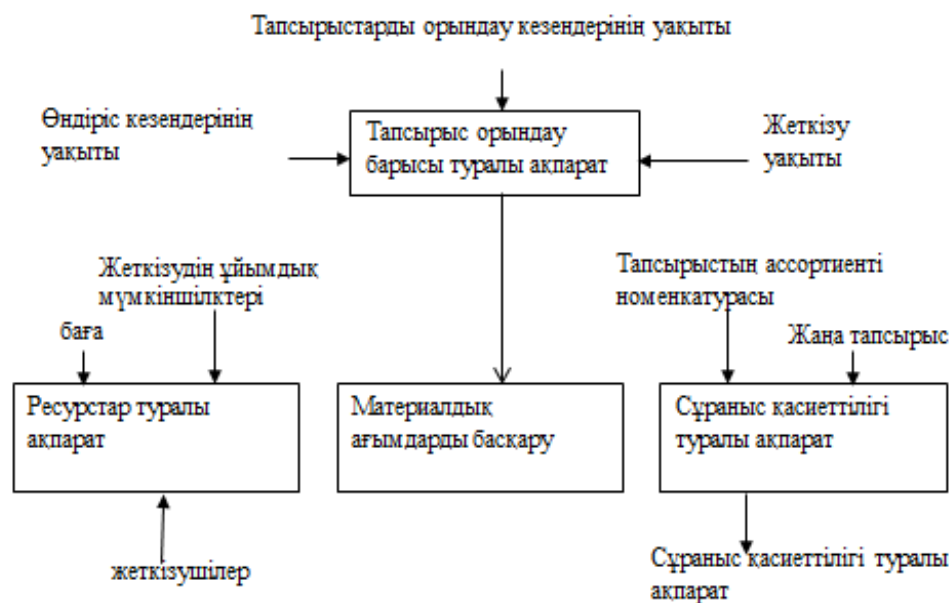 Тапсырыстарды орындау кезендерінің уақыты
Өндіріс кезендерінің
уақыты
Тапсырыс орындау
барысы туралы ақпарат
Жеткізу
уақыты
Жеткізудің ұйымдық
мүмкіншілктері
баға
Тапсырыстың ассортиенті
номенкатурасы
Жаңа тапсырыс
Ресурстар туралы
ақпарат
Материалдық
ағымдарды басқару
Сұраныс қасиеттілігі
туралы ақпарат
жеткізушілер
Сұраныс қасиеттілігі туралы
ақпарат